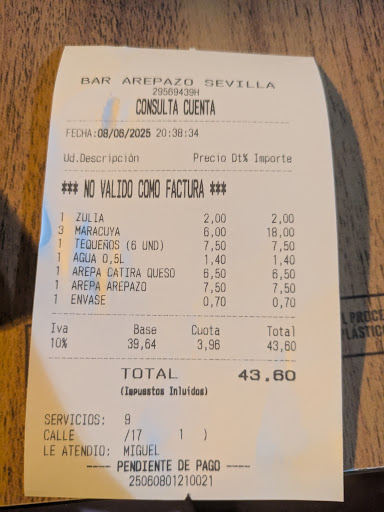 BAR AREPAZO SEVILLA
29569439H
CONSULTA CUENTA
FECHA:08/06/2025 20:38:34
Ud.Descripción Precio Dt% Importe
*** NO VALIDO COMO FACTURA ***
1 ZULIA 2,00 2,00
3 MARACUYA 6,00 18,00
1 TEQUEÑOS (6 UND) 7,50 7,50
1 AGUA 0,5L 1,40 1,40
1 AREPA CATIRA QUESO 6,50 6,50
1 AREPA AREPAZO 7,50 7,50
1 ENVASE 0,70 0,70
Iva Base Cuota Total
10% 39,64 3,96 43,60
TOTAL 43,60
(Impuestos Inluidos)
SERVICIOS: 9
CALLE /17 1 )
LE ATENDIO: MIGUEL
PENDIENTE DE PAGO
25060801210021